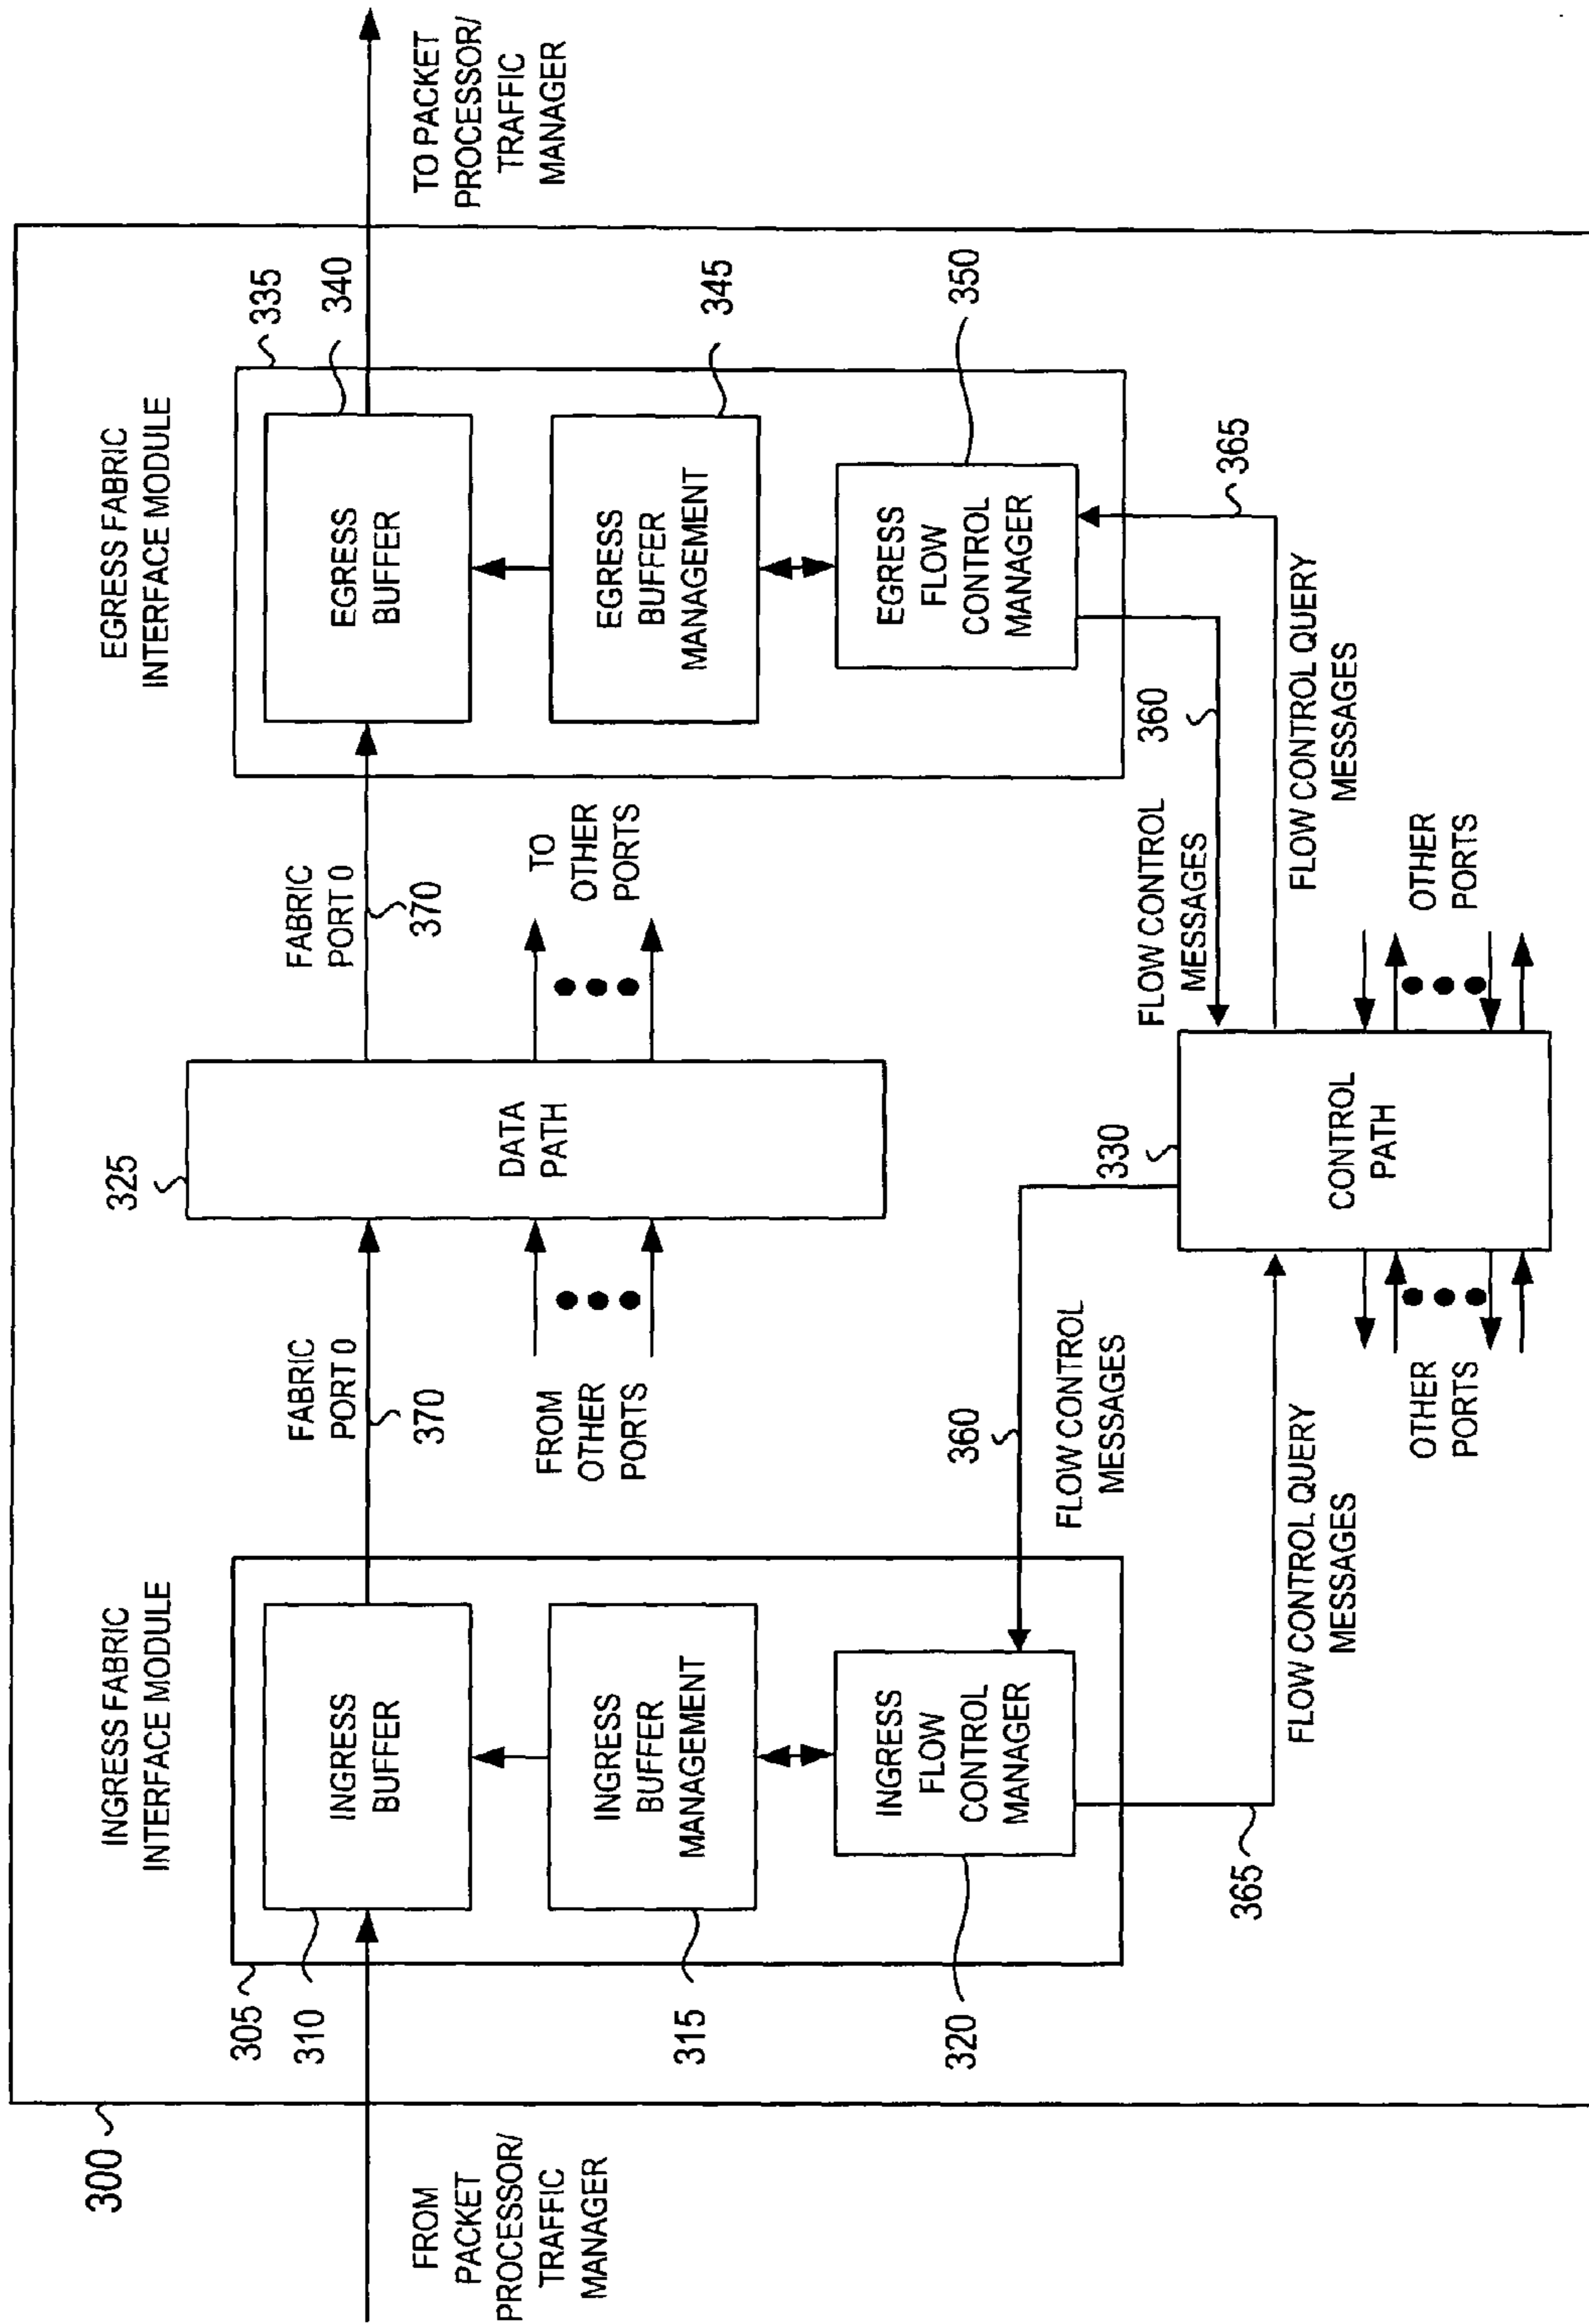 300
INGRESS FABRIC
INTERFACE MODULE
EGRESS FABRIC
INTERFACE MODULE
305
310
INGRESS
BUFFER
315
INGRESS
BUFFER
MANAGEMENT
320
INGRESS
FLOW
CONTROL
MANAGER
FROM
PACKET
PROCESSOR/
TRAFFIC
MANAGER
FABRIC
PORT 0
370
FROM
OTHER
PORTS
325
DATA
PATH
FABRIC
PORT 0
370
TO
OTHER
PORTS
335
340
EGRESS
BUFFER
345
EGRESS
BUFFER
MANAGEMENT
350
EGRESS
FLOW
CONTROL
MANAGER
TO PACKET
PROCESSOR/
TRAFFIC
MANAGER
360
FLOW CONTROL
MESSAGES
365
FLOW CONTROL QUERY
MESSAGES
330
CONTROL
PATH
OTHER
PORTS
OTHER
PORTS
360
FLOW CONTROL
MESSAGES
365
FLOW CONTROL QUERY
MESSAGES